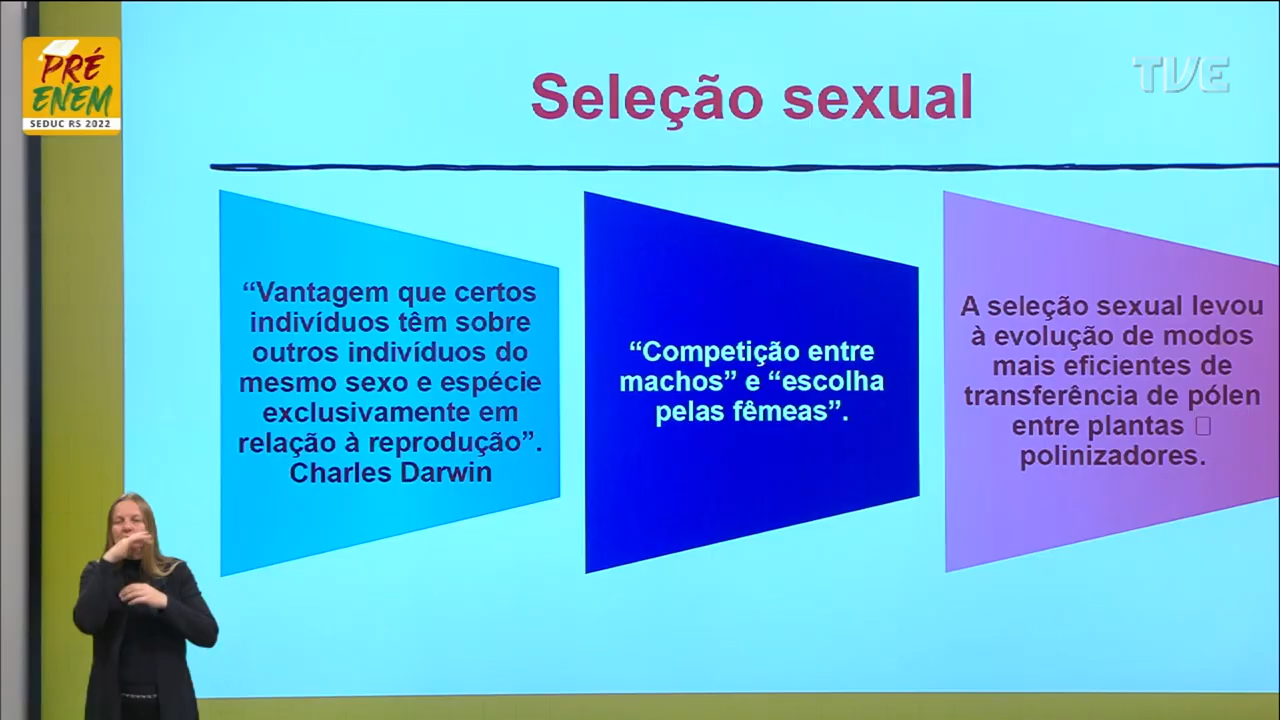 PRÉ
ENEM
SEDUC RS 2022
TVE
Seleção sexual
“Vantagem que certos
indivíduos têm sobre
outros indivíduos do
mesmo sexo e espécie
exclusivamente em
relação à reprodução”.
Charles Darwin
“Competição entre
machos” e “escolha
pelas fêmeas”.
A seleção sexual levou
à evolução de modos
mais eficientes de
transferência de pólen
entre plantas □
polinizadores.